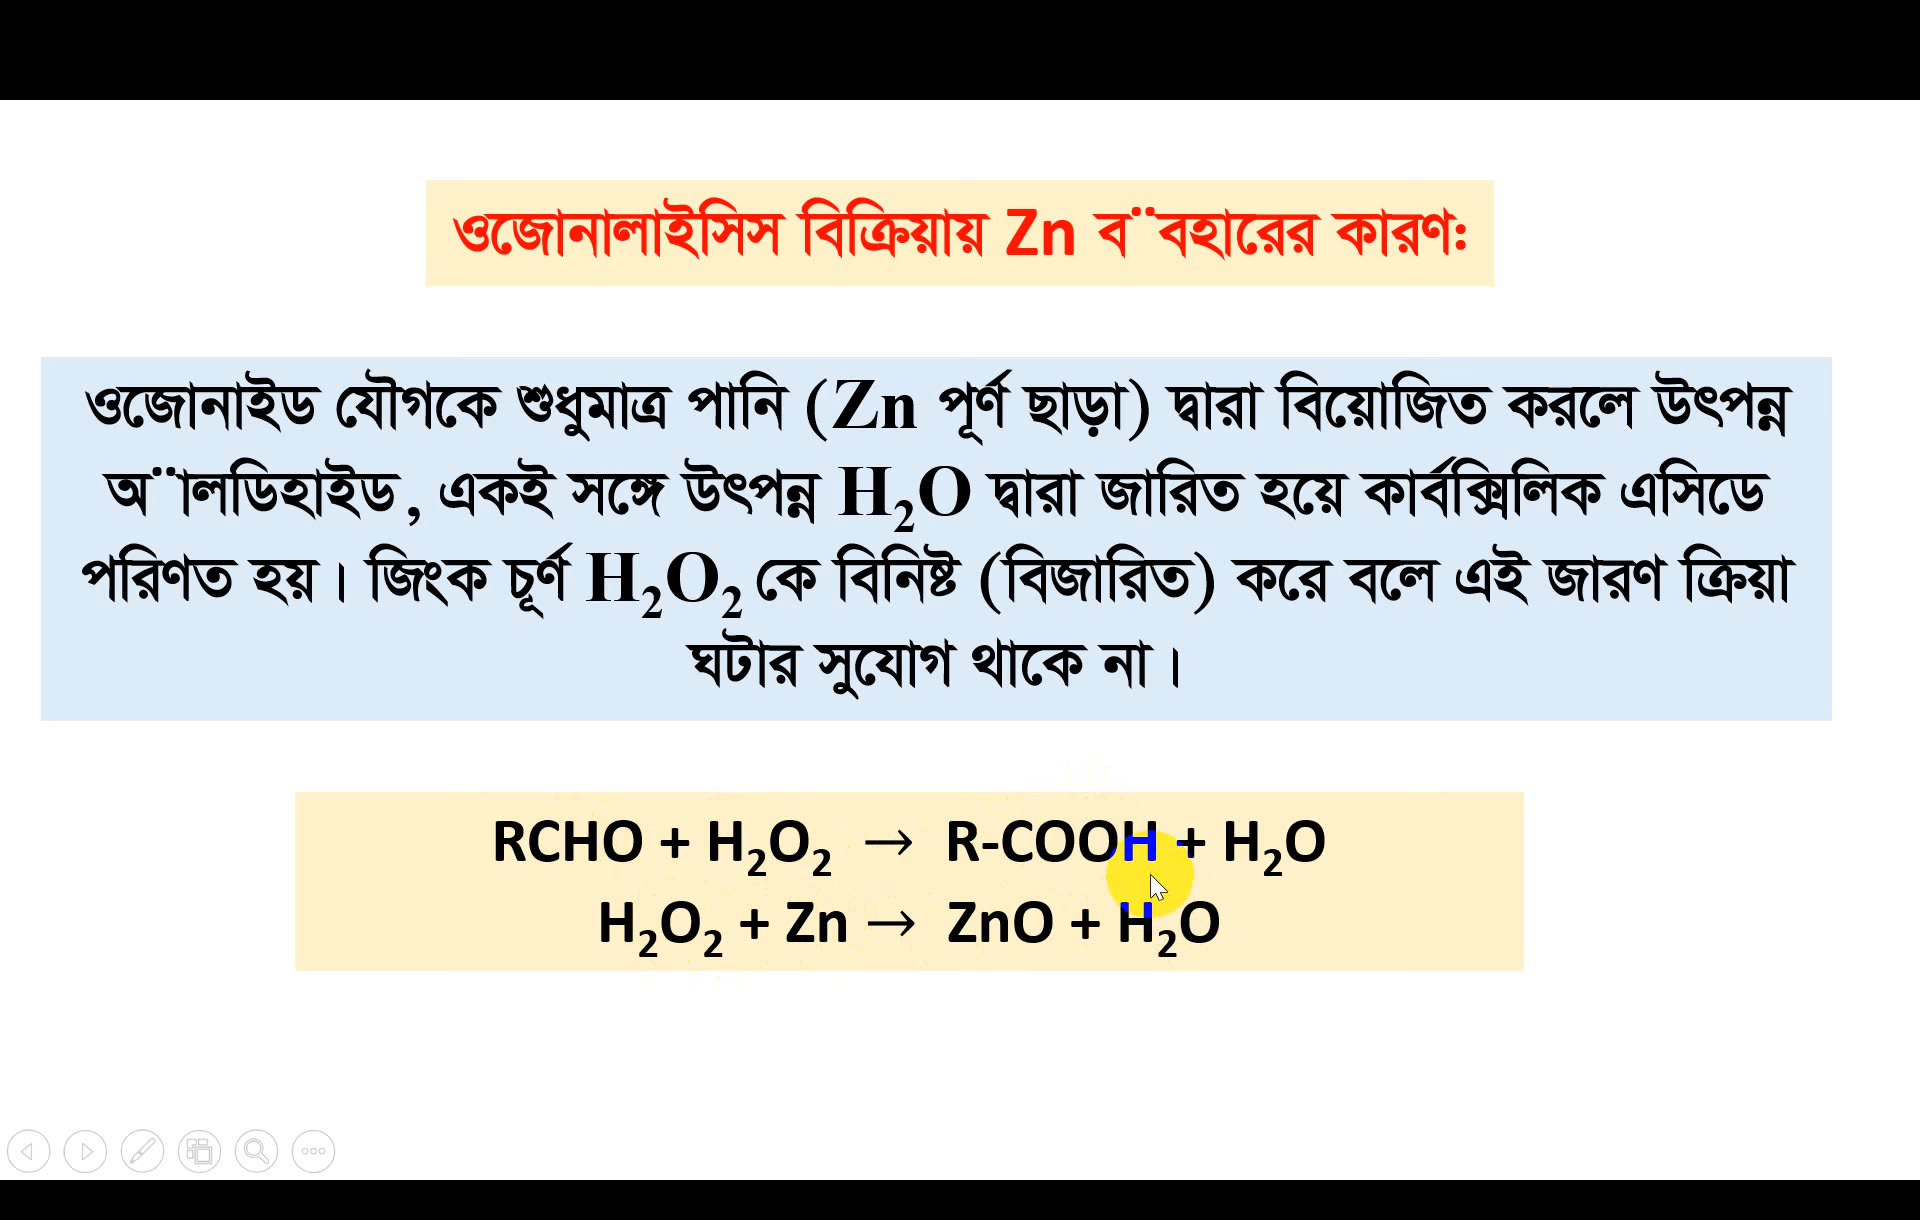 ওজোনালাইসিস বিক্রিয়ায় Zn ব¨বহারের কারণঃ
ওজোনাইড যৌগকে শুধুমাত্র পানি (Zn পূর্ণ ছাড়া) দ্বারা বিয়োজিত করলে উৎপন্ন
অ¨ালডিহাইড, একই সঙ্গে উৎপন্ন H₂O দ্বারা জারিত হয়ে কার্বক্সিলিক এসিডে
পরিণত হয়। জিংক চূর্ণ H₂O₂ কে বিনিষ্ট (বিজারিত) করে বলে এই জারণ ক্রিয়া
ঘটার সুযোগ থাকে না।
RCHO + H₂O₂ → R-COOH + H₂O
H₂O₂ + Zn → ZnO + H₂O